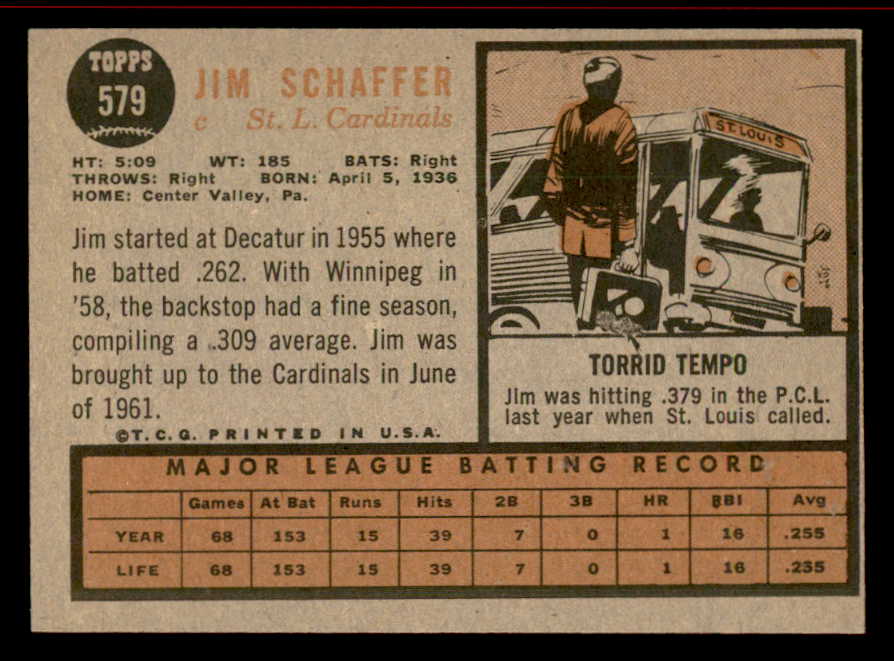 TOPPS
579
JIM SCHAFFER
c St. L. Cardinals
HT: 5:09 WT: 185 BATS: Right
THROWS: Right BORN: April 5, 1936
HOME: Center Valley, Pa.
Jim started at Decatur in 1955 where
he batted .262. With Winnipeg in
'58, the backstop had a fine season,
compiling a .309 average. Jim was
brought up to the Cardinals in June
of 1961.
©T.C.G. PRINTED IN U.S.A.
ST. LOUIS
TORRID TEMPO
Jim was hitting .379 in the P.C.L.
last year when St. Louis called.
MAJOR LEAGUE BATTING RECORD
Games At Bat Runs Hits 2B 3B HR RBI Avg
YEAR 68 153 15 39 7 0 1 16 .255
LIFE 68 153 15 39 7 0 1 16 .255